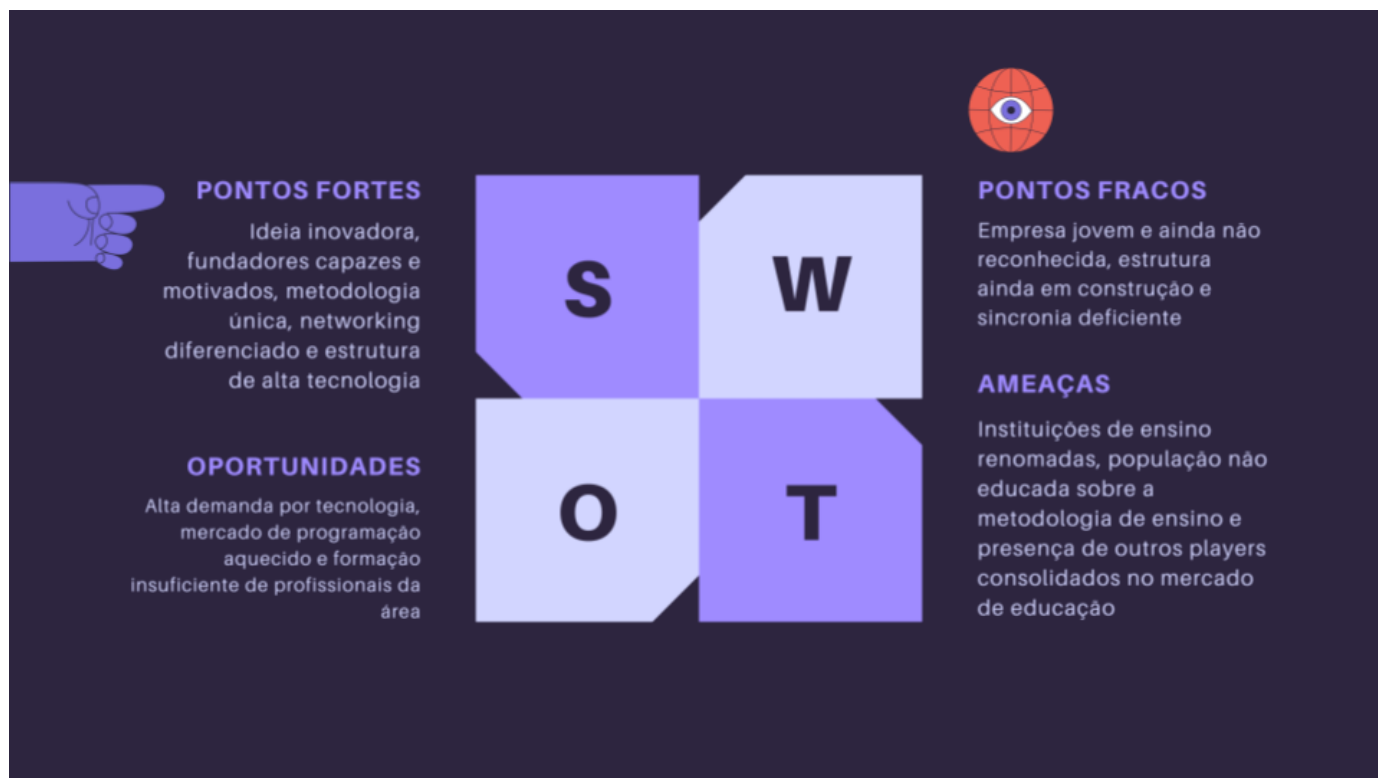 PONTOS FORTES
Ideia inovadora,
fundadores capazes e
motivados, metodologia
única, networking
diferenciado e estrutura
de alta tecnologia
OPORTUNIDADES
Alta demanda por tecnologia,
mercado de programação
aquecido e formação
insuficiente de profissionais da
área
S
W
O
T
PONTOS FRACOS
Empresa jovem e ainda não
reconhecida, estrutura
ainda em construção e
sincronia deficiente
AMEAÇAS
Instituições de ensino
renomadas, população não
educada sobre a
metodologia de ensino e
presença de outros players
consolidados no mercado
de educação